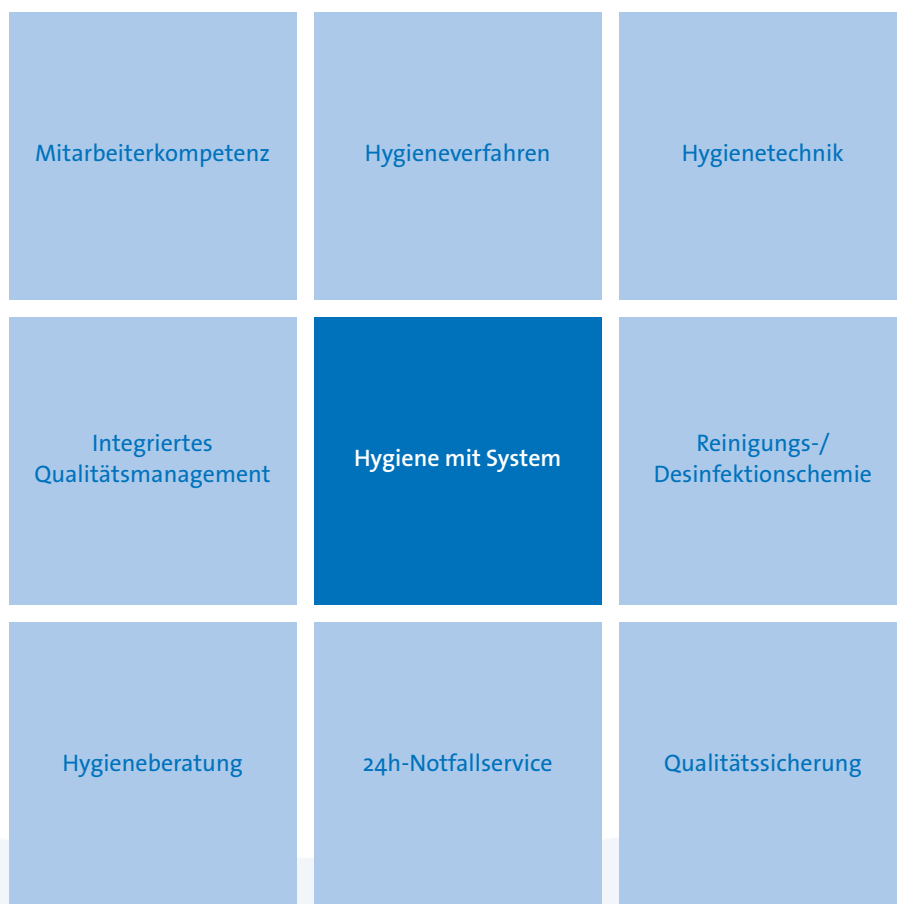 Mitarbeiterkompetenz
Hygieneverfahren
Hygienetechnik
Integriertes
Qualitätsmanagement
Hygiene mit System
Reinigungs-/
Desinfektionschemie
Hygieneberatung
24h-Notfallservice
Qualitätssicherung